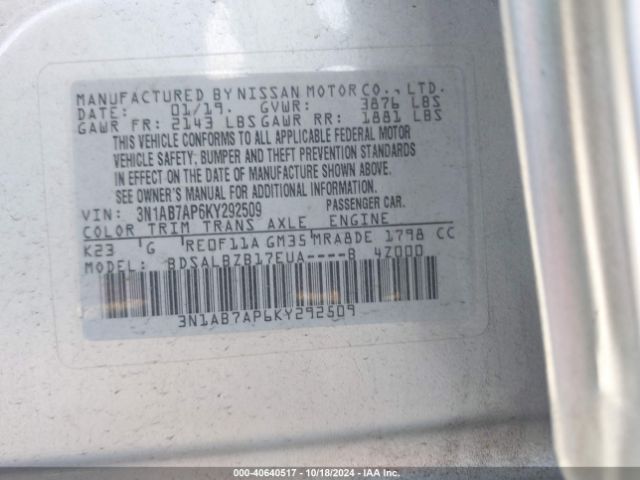 MANUFACTURED BY NISSAN MOTOR CO., LTD.
DATE: 01/19. GVWR: 3876 LBS
GAWR FR: 2143 LBS GAWR RR: 1881 LBS
THIS VEHICLE CONFORMS TO ALL APPLICABLE FEDERAL MOTOR
VEHICLE SAFETY, BUMPER AND THEFT PREVENTION STANDARDS
IN EFFECT ON THE DATE OF MANUFACTURE SHOWN ABOVE.
SEE OWNER'S MANUAL FOR ADDITIONAL INFORMATION.
VIN: 3N1AB7AP6KY292509 PASSENGER CAR.
COLOR TRIM TRANS AXLE ENGINE
K23 G RE0F11A GM35 MRA8DE 1798 CC
MODEL: BDSALBZB17EUA----B 4Z000
3N1AB7AP6KY292509
000-40640517 | 10/18/2024 | IAA Inc.